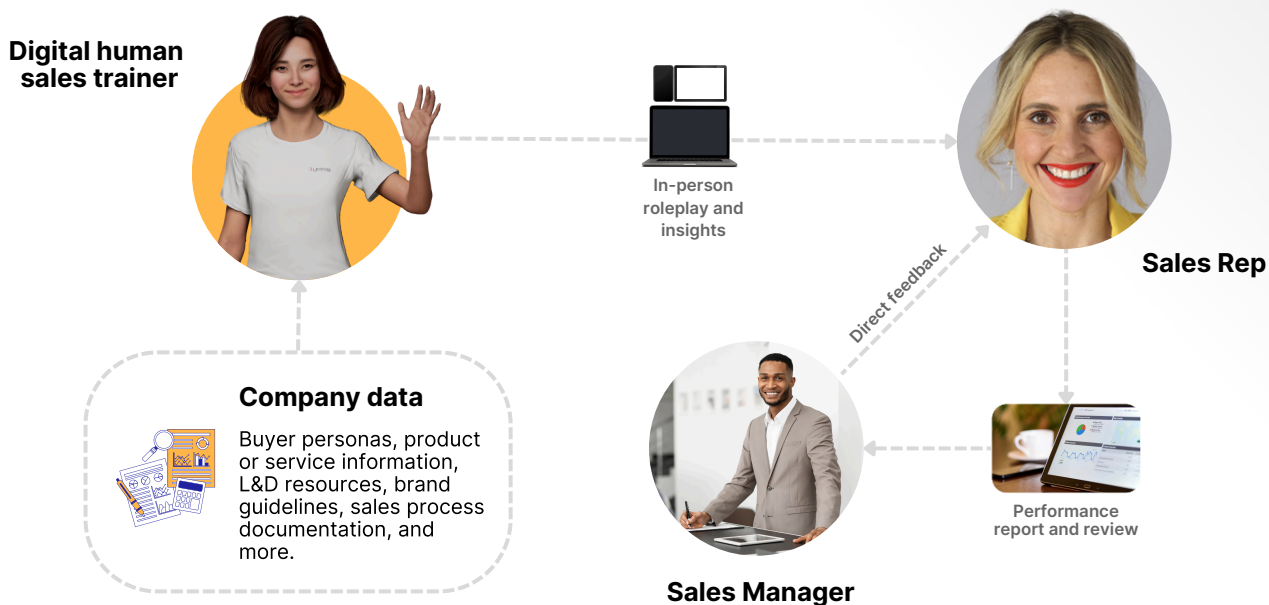 Digital human
sales trainer
In-person
roleplay and
insights
Sales Rep
Direct feedback
Company data
Buyer personas, product
or service information,
L&D resources, brand
guidelines, sales process
documentation, and
more.
Performance
report and review
Sales Manager